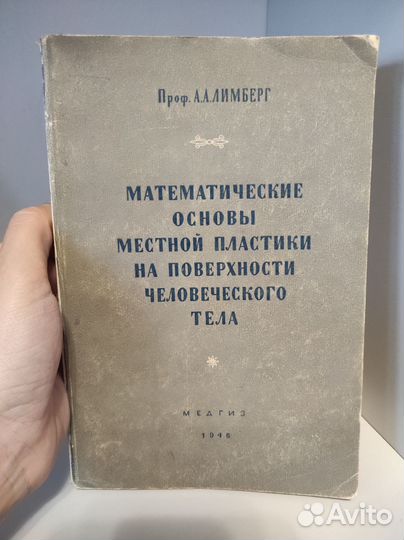 Проф. А.А.ЛИМБЕРГ
МАТЕМАТИЧЕСКИЕ
ОСНОВЫ
МЕСТНОЙ ПЛАСТИКИ
НА ПОВЕРХНОСТИ
ЧЕЛОВЕЧЕСКОГО
ТЕЛА
МЕДГИЗ
1946
Avito